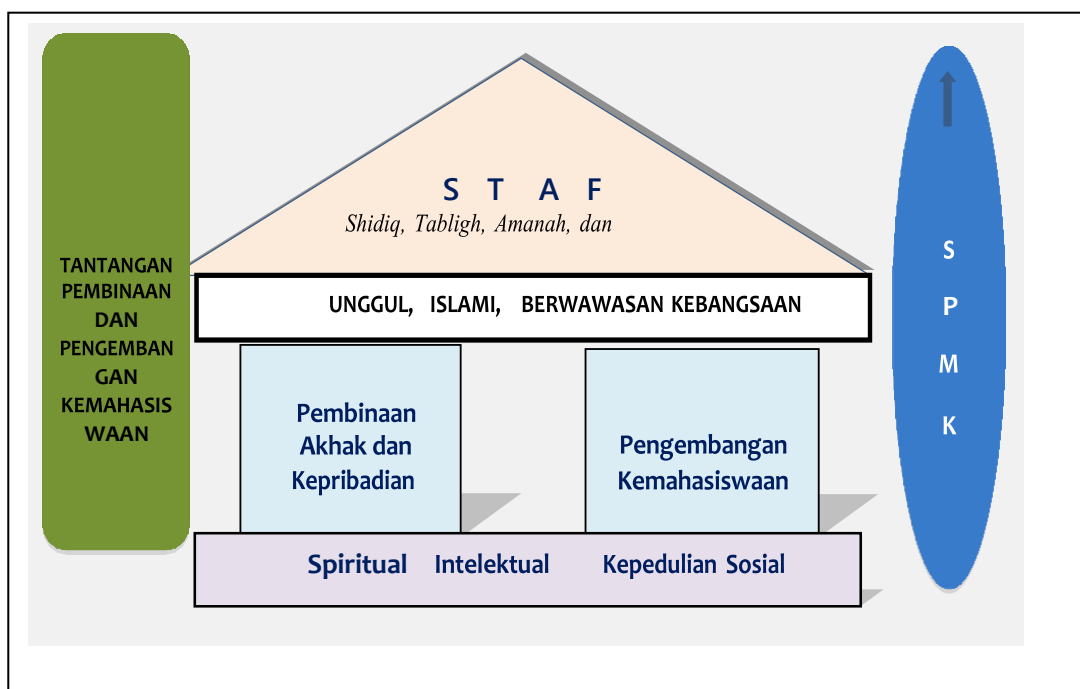 TANTANGAN
PEMBINAAN
DAN
PENGEMBAN
GAN
KEMAHASIS
WAAN
S T A F
Shidiq, Tabligh, Amanah, dan
UNGGUL, ISLAMI, BERWAWASAN KEBANGSAAN
Pembinaan
Akhak dan
Kepribadian
Pengembangan
Kemahasiswaan
Spiritual Intelektual Kepedulian Sosial
S
P
M
K